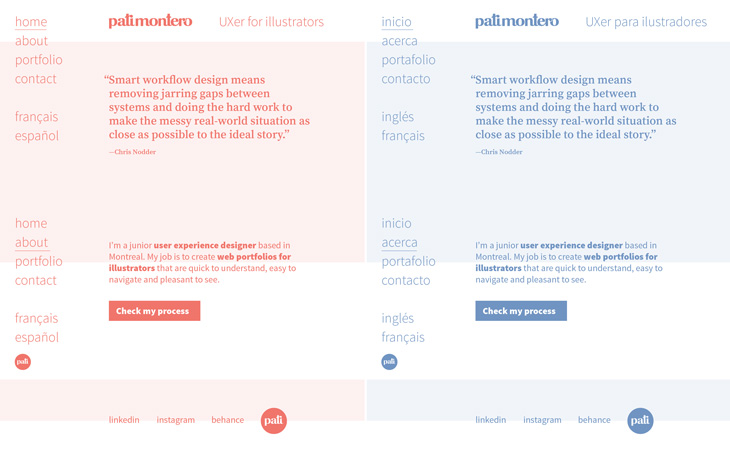 home
about
portfolio
contact
français
español
patimontero UXer for illustrators
“Smart workflow design means
removing jarring gaps between
systems and doing the hard work to
make the messy real-world situation as
close as possible to the ideal story.”
—Chris Nodder
home
about
portfolio
contact
français
español
pati
I'm a junior user experience designer based in
Montreal. My job is to create web portfolios for
illustrators that are quick to understand, easy to
navigate and pleasant to see.
Check my process
linkedin instagram behance pati
inicio
acerca
portafolio
contacto
inglés
français
patimontero UXer para ilustradores
“Smart workflow design means
removing jarring gaps between
systems and doing the hard work to
make the messy real-world situation as
close as possible to the ideal story.”
—Chris Nodder
inicio
acerca
portafolio
contacto
inglés
français
pati
I'm a junior user experience designer based in
Montreal. My job is to create web portfolios for
illustrators that are quick to understand, easy to
navigate and pleasant to see.
Check my process
linkedin instagram behance pati